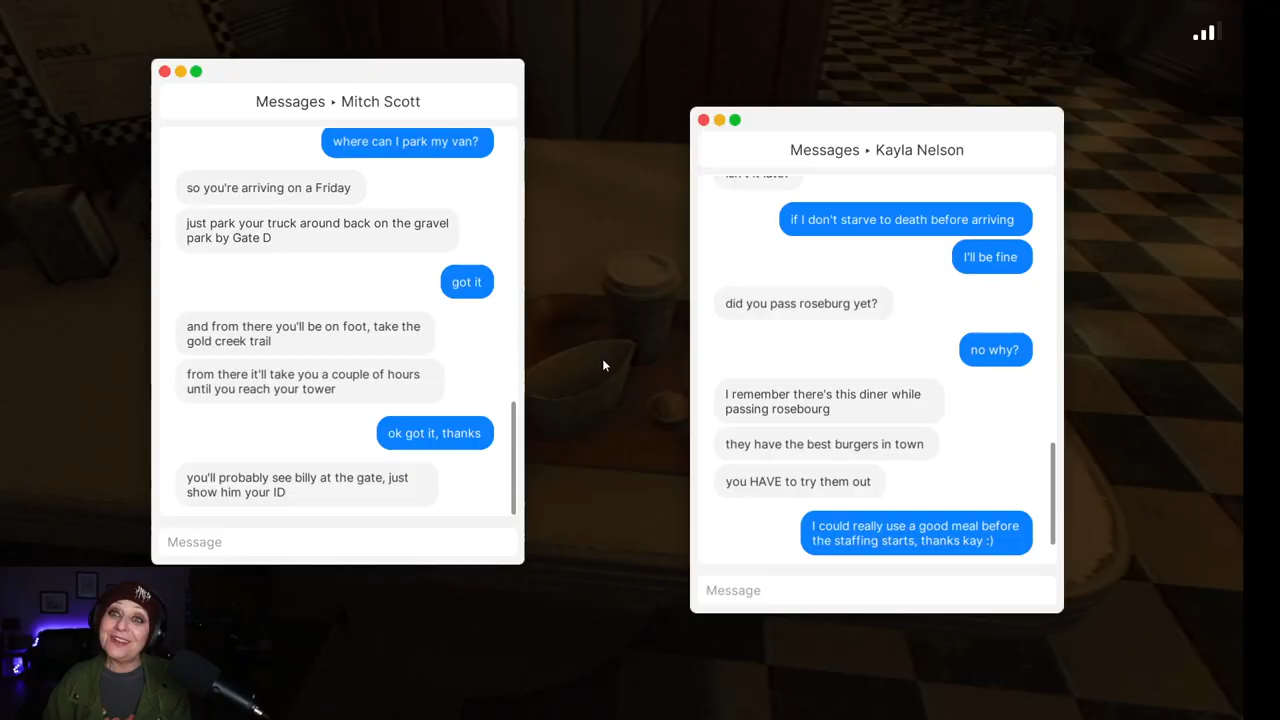 Messages ‣ Mitch Scott
where can I park my van?
so you're arriving on a Friday
just park your truck around back on the gravel
park by Gate D
got it
and from there you'll be on foot, take the
gold creek trail
from there it'll take you a couple of hours
until you reach your tower
ok got it, thanks
you'll probably see billy at the gate, just
show him your ID
Message
Messages ‣ Kayla Nelson
if I don't starve to death before arriving
I'll be fine
did you pass roseburg yet?
no why?
I remember there's this diner while
passing rosebourg
they have the best burgers in town
you HAVE to try them out
I could really use a good meal before
the staffing starts, thanks kay :)
Message